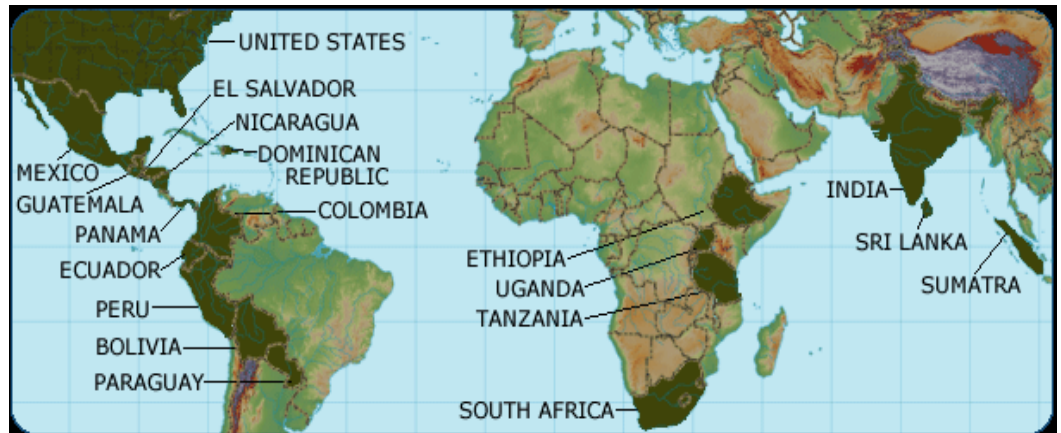 UNITED STATES
EL SALVADOR
NICARAGUA
DOMINICAN
REPUBLIC
MEXICO
GUATEMALA
PANAMA
COLOMBIA
ECUADOR
PERU
BOLIVIA
PARAGUAY
ETHIOPIA
UGANDA
TANZANIA
SOUTH AFRICA
INDIA
SRI LANKA
SUMATRA